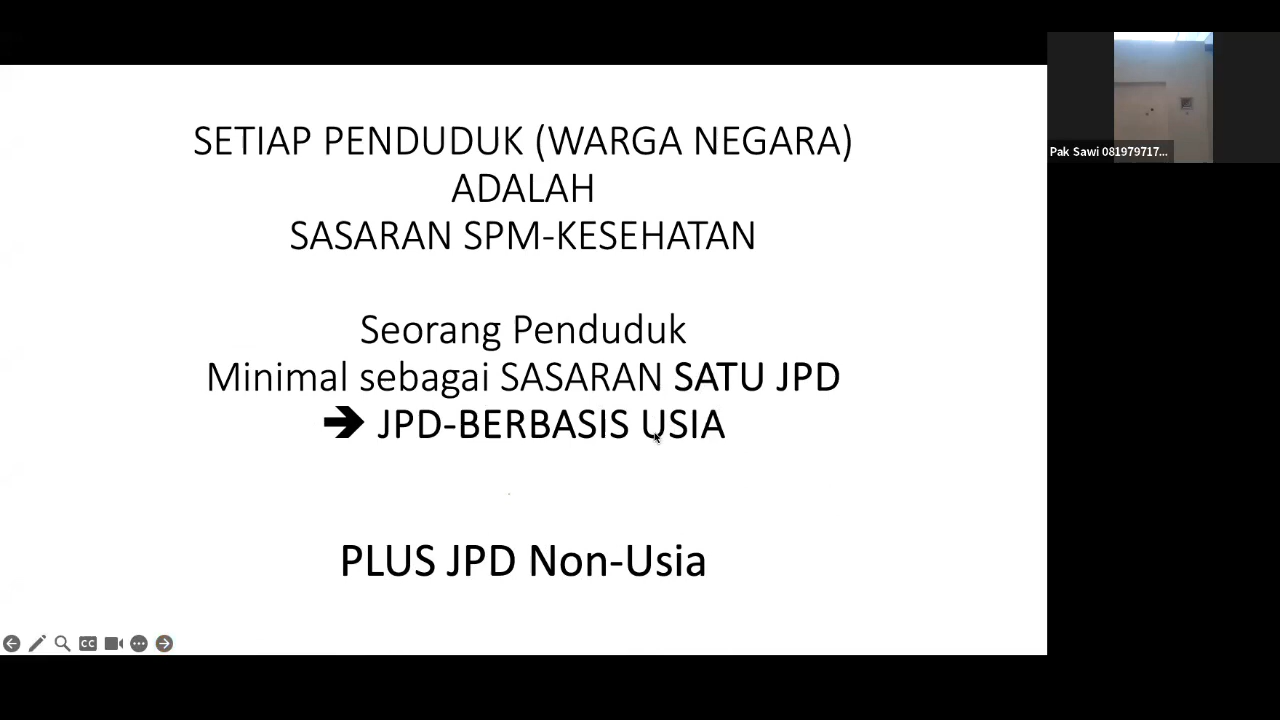 SETIAP PENDUDUK (WARGA NEGARA)
ADALAH
SASARAN SPM-KESEHATAN
Seorang Penduduk
Minimal sebagai SASARAN SATU JPD
➔ JPD-BERBASIS USIA
PLUS JPD Non-Usia
CC
Pak Sawi 081979717...